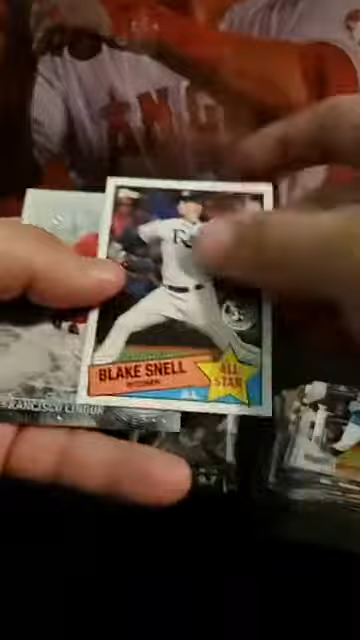 BLAKE SNELL
PITCHER
ALL
STAR
FRANCISCO LINDOR